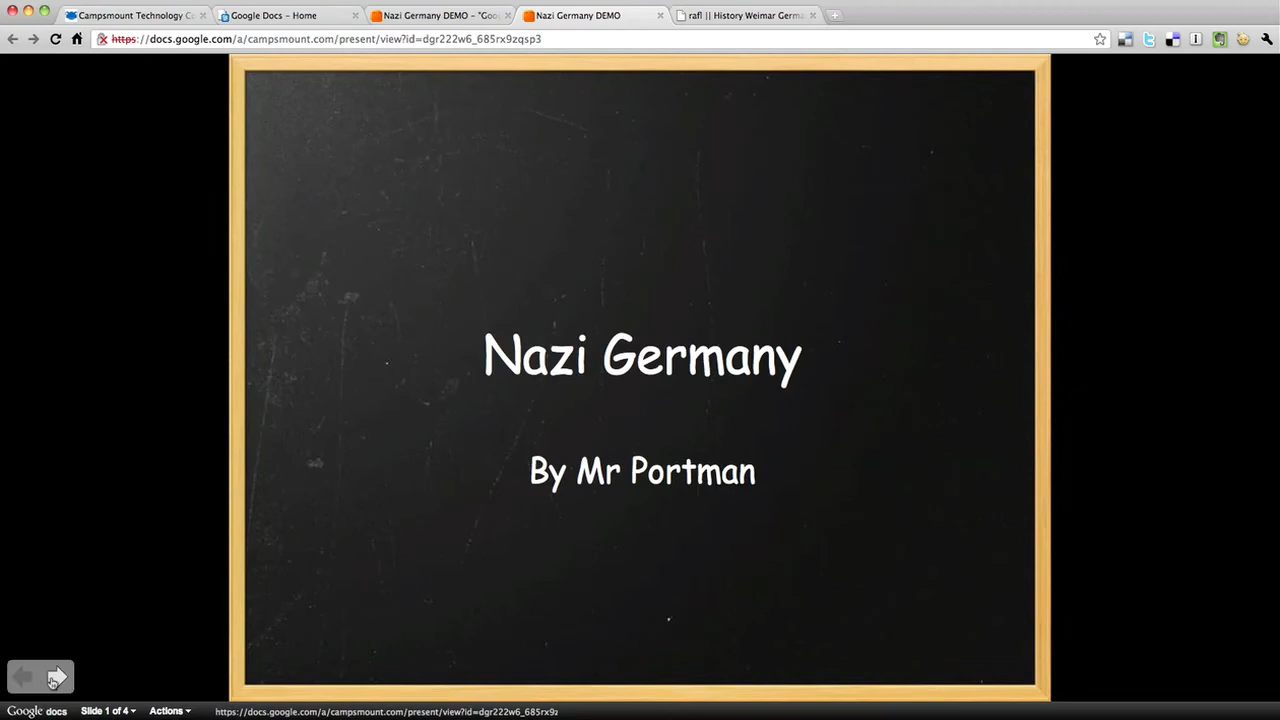 Campsmount Technology C
Google Docs - Home
Nazi Germany DEMO - "Goo
Nazi Germany DEMO
rafl || History Weimar Germa
https://docs.google.com/a/campsmount.com/present/view?id=dgr222w6_685rx9zqsp3
Nazi Germany
By Mr Portman
Google docs
Slide 1 of 4
Actions
https://docs.google.com/a/campsmount.com/present/view?id=dgr222w6_685rx9z